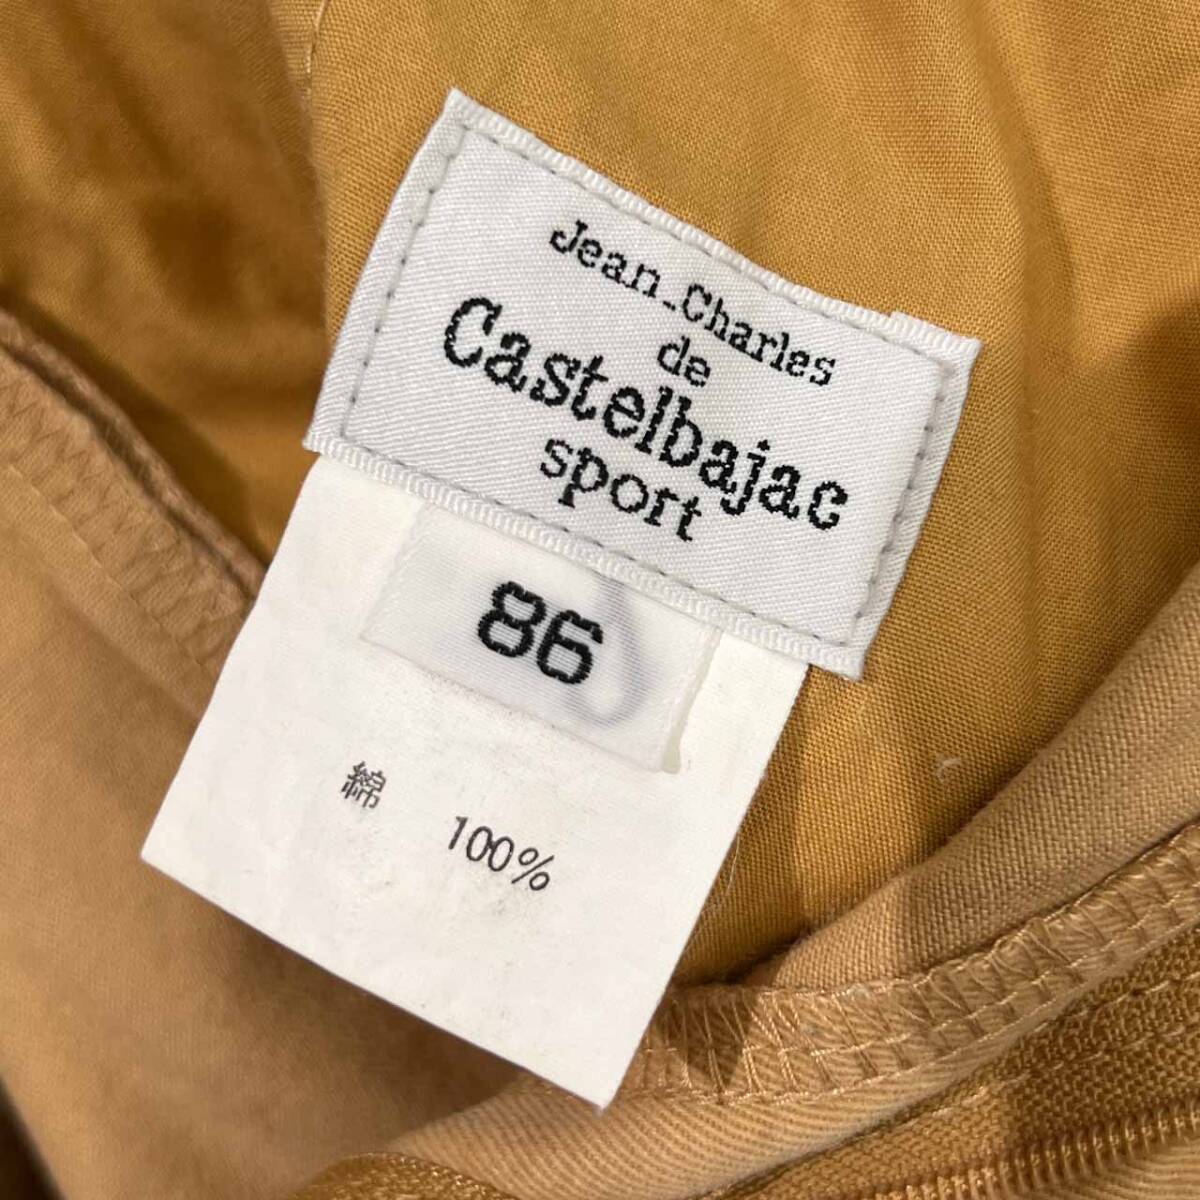 Jean_Charles
de
Castelbajac
sport
86
綿 100%